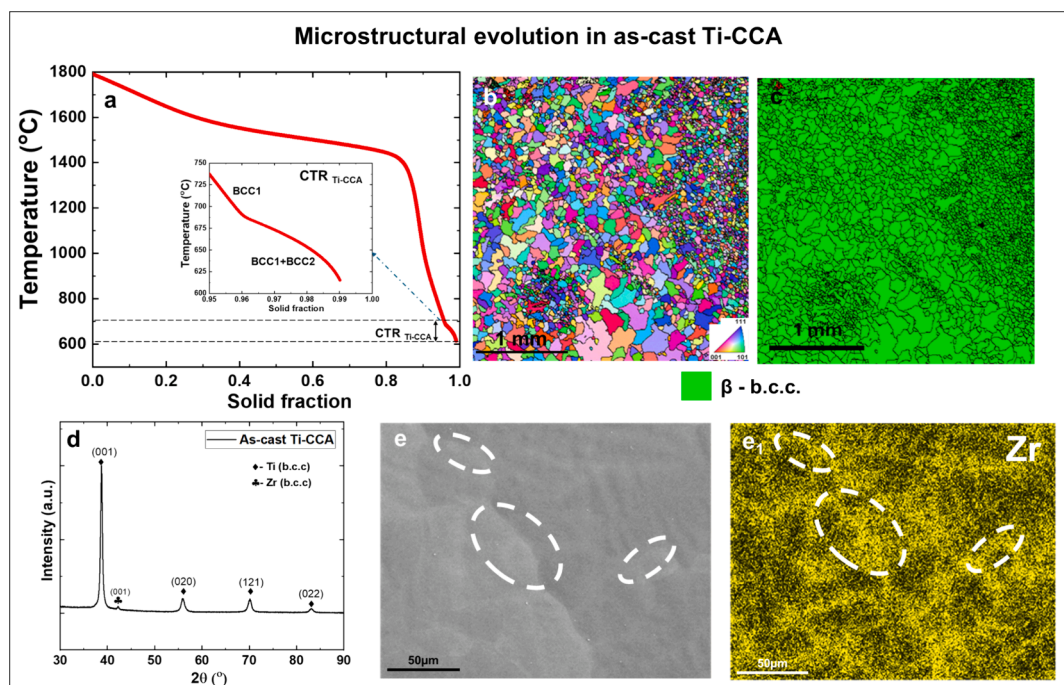 Microstructural evolution in as-cast Ti-CCA
a
Temperature (°C)
1800
1600
1400
1200
1000
800
600
0.0 0.2 0.4 0.6 0.8 1.0
Solid fraction
CTR Ti-CCA
Temperature (°C)
750
725
700
675
650
625
600
BCC1
BCC1+BCC2
0.95 0.96 0.97 0.98 0.99 1.00
Solid fraction
CTR Ti-CCA
b
1 mm
111
001 101
c
1 mm
β - b.c.c.
d
As-cast Ti-CCA
♦- Ti (b.c.c)
♣- Zr (b.c.c)
(001)
(001)
(020)
(121)
(022)
Intensity (a.u.)
30 40 50 60 70 80 90
2θ (°)
e
50μm
e1
Zr
50μm